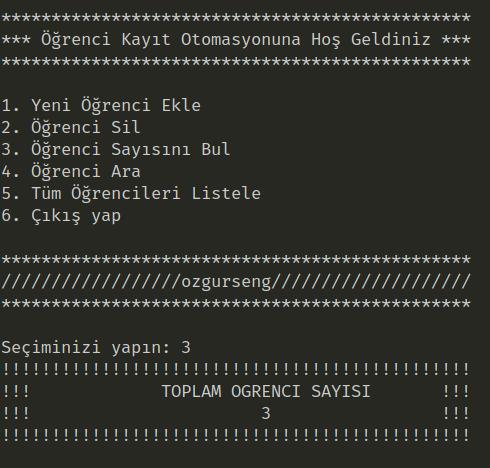 ***********************************************
*** Öğrenci Kayıt Otomasyonuna Hoş Geldiniz ***
***********************************************
1. Yeni Öğrenci Ekle
2. Öğrenci Sil
3. Öğrenci Sayısını Bul
4. Öğrenci Ara
5. Tüm Öğrencileri Listele
6. Çıkış yap
***********************************************
//////////////////ozgurseng////////////////////
***********************************************
Seçiminizi yapın: 3
!!!!!!!!!!!!!!!!!!!!!!!!!!!!!!!!!!!!!!!!!!!!!!!
!!!             TOPLAM OGRENCI SAYISI       !!!
!!!                       3                 !!!
!!!!!!!!!!!!!!!!!!!!!!!!!!!!!!!!!!!!!!!!!!!!!!!